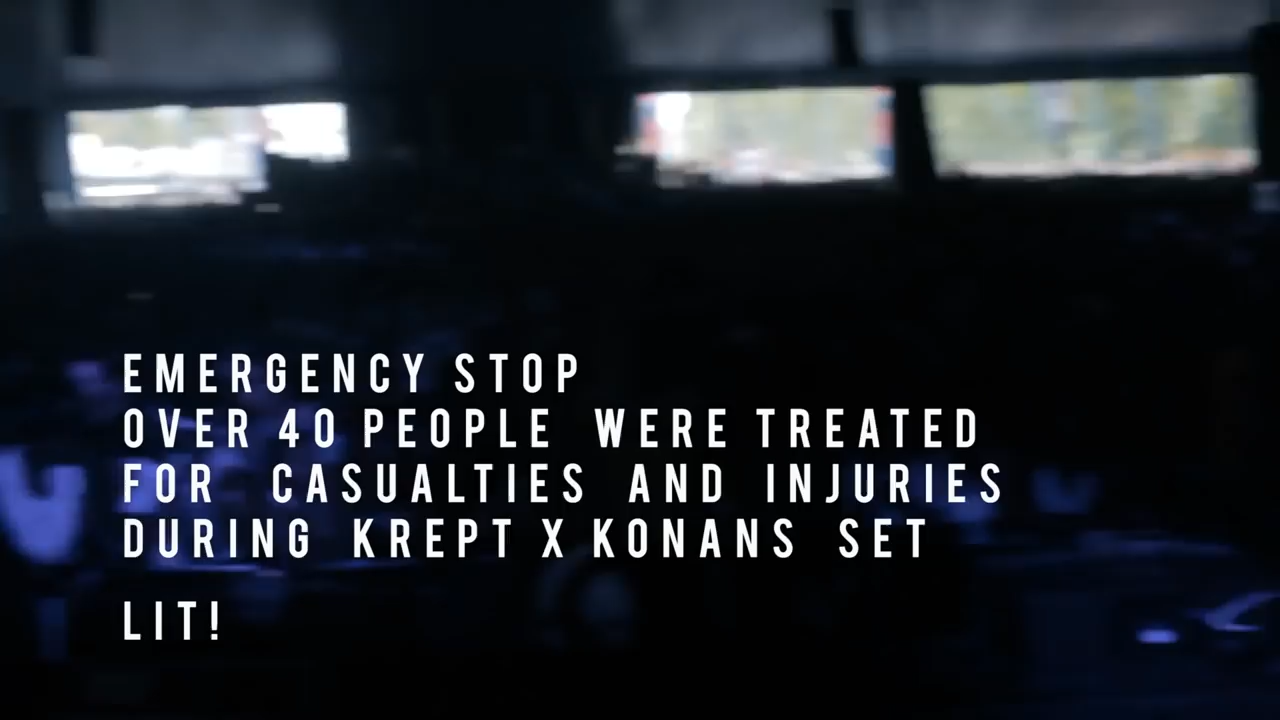 EMERGENCY STOP
OVER 40 PEOPLE WERE TREATED
FOR CASUALTIES AND INJURIES
DURING KREPT X KONANS SET
LIT!